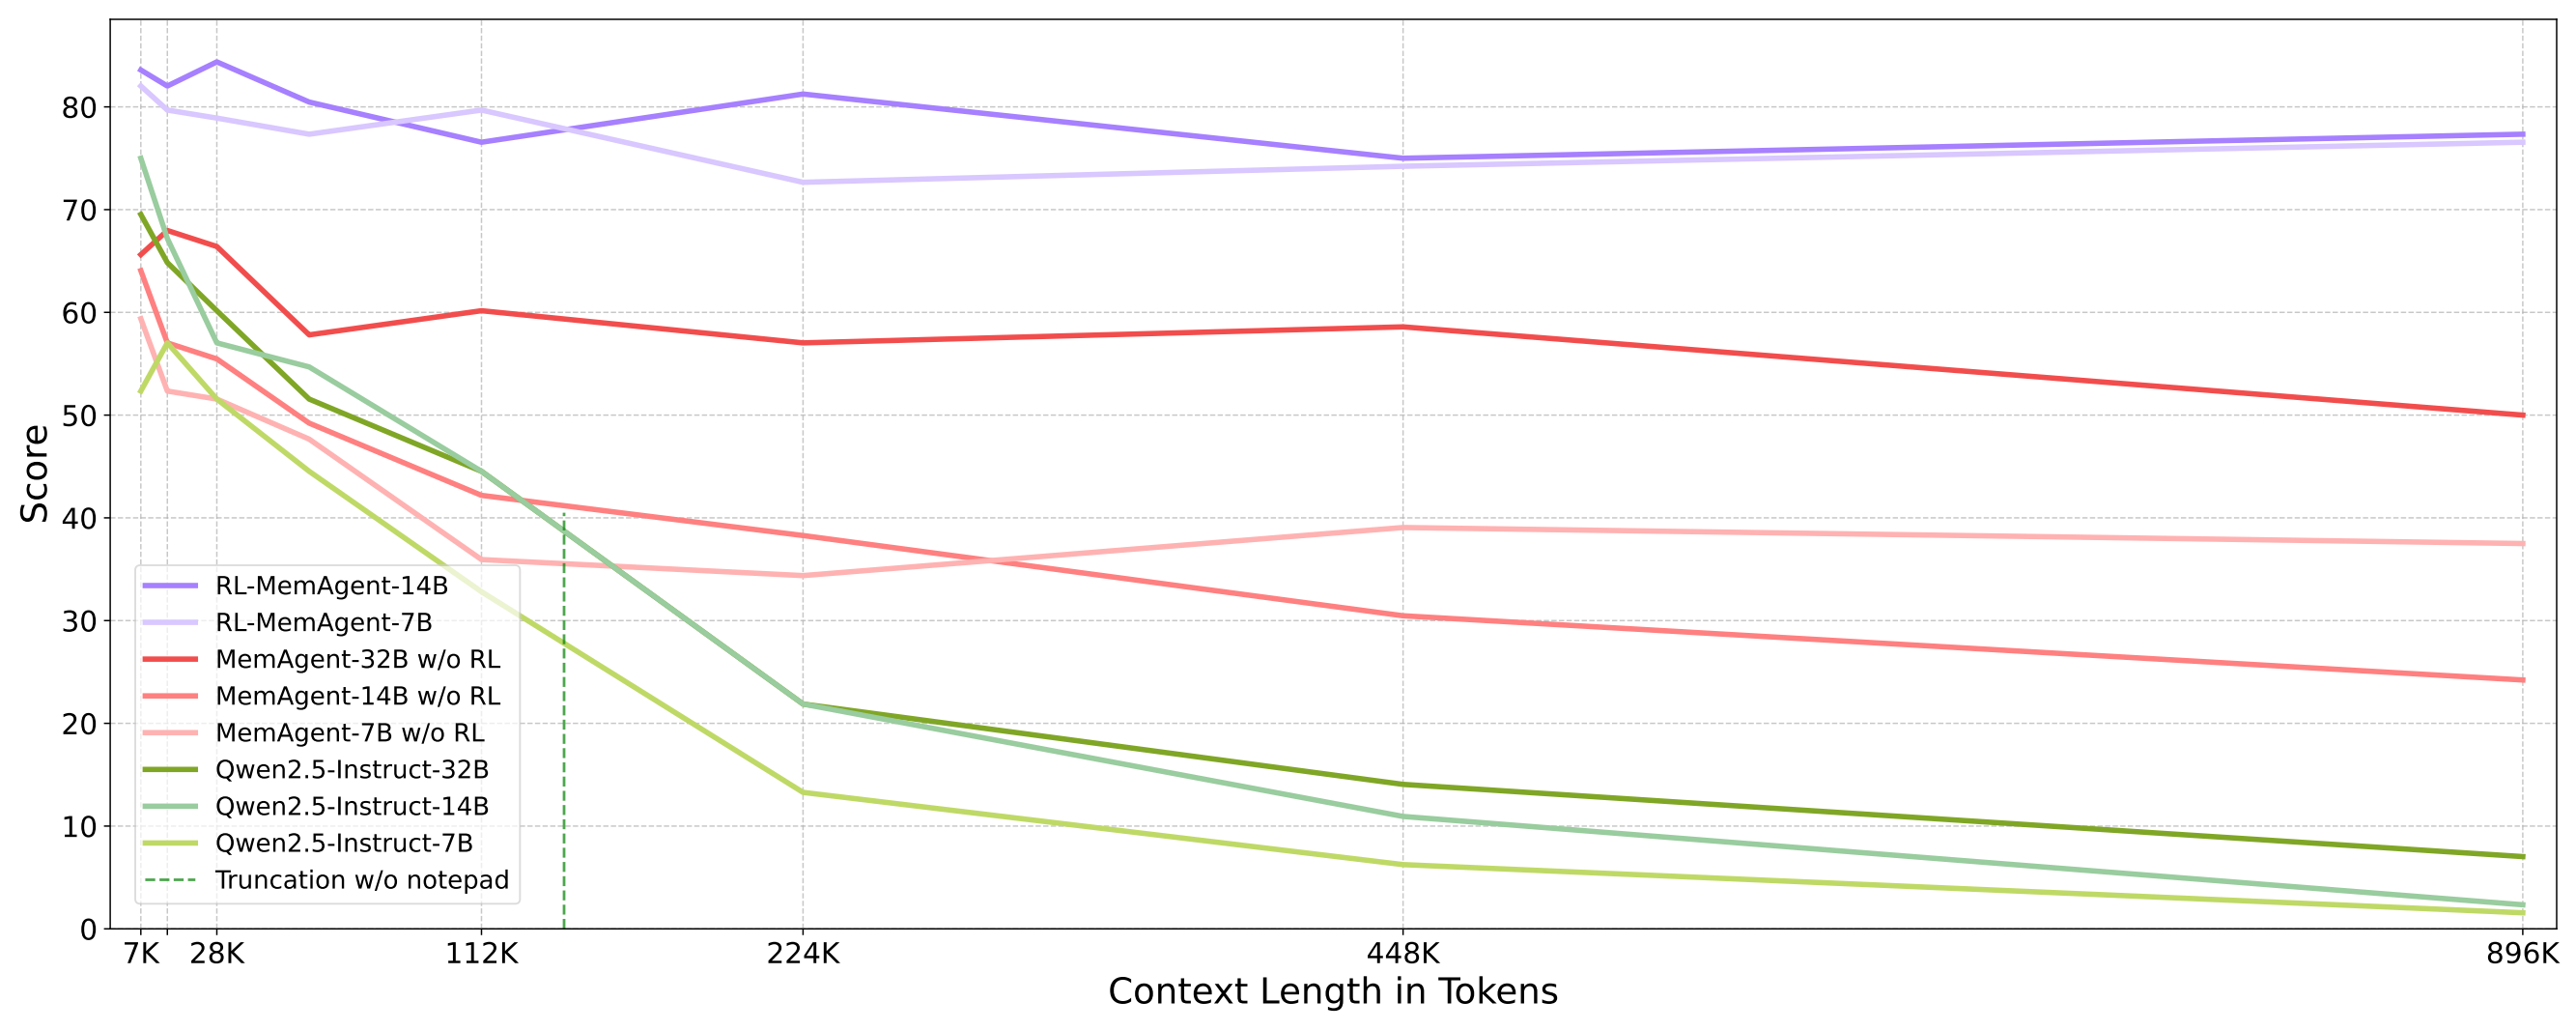 80
70
60
50
40
30
20
10
0
Score
RL-MemAgent-14B
RL-MemAgent-7B
MemAgent-32B w/o RL
MemAgent-14B w/o RL
MemAgent-7B w/o RL
Qwen2.5-Instruct-32B
Qwen2.5-Instruct-14B
Qwen2.5-Instruct-7B
Truncation w/o notepad
7K 28K 112K 224K 448K 896K
Context Length in Tokens